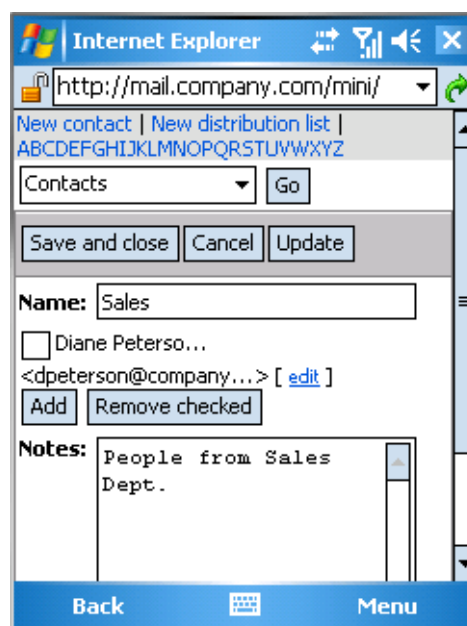 Internet Explorer
http://mail.company.com/mini/
New contact | New distribution list |
ABCDEFGHIJKLMNOPQRSTUVWXYZ
Contacts Go
Save and close Cancel Update
Name: Sales
Diane Peterso...
<dpeterson@company...> [ edit ]
Add Remove checked
Notes: People from Sales
Dept.
Back Menu